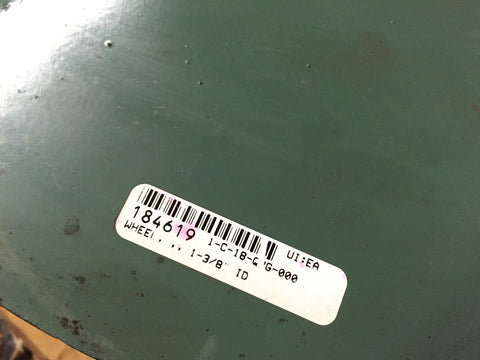 184619 UI:EA
1-C-18- G-000
WHEEL 1-3/8" ID